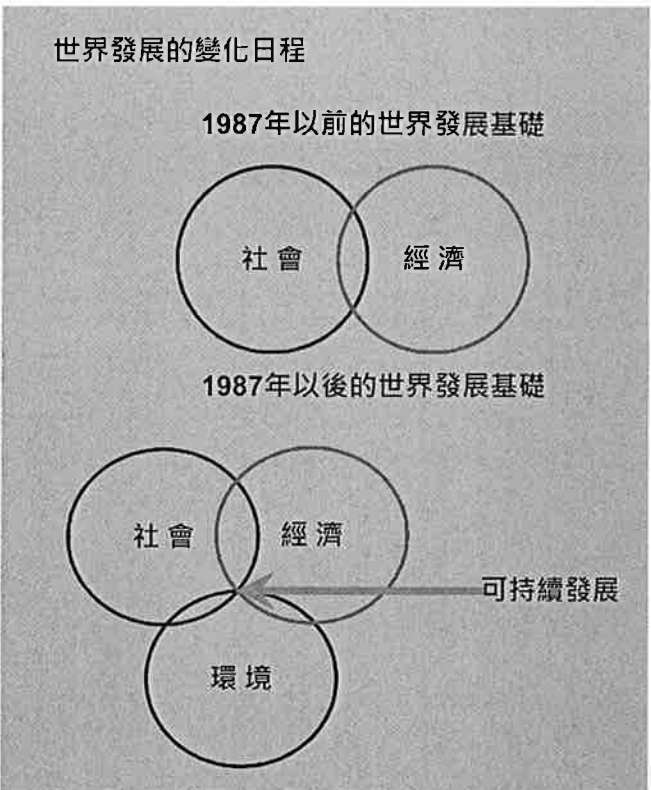 世界發展的變化日程
1987年以前的世界發展基礎
社會
經濟
1987年以後的世界發展基礎
社會
經濟
可持續發展
環境